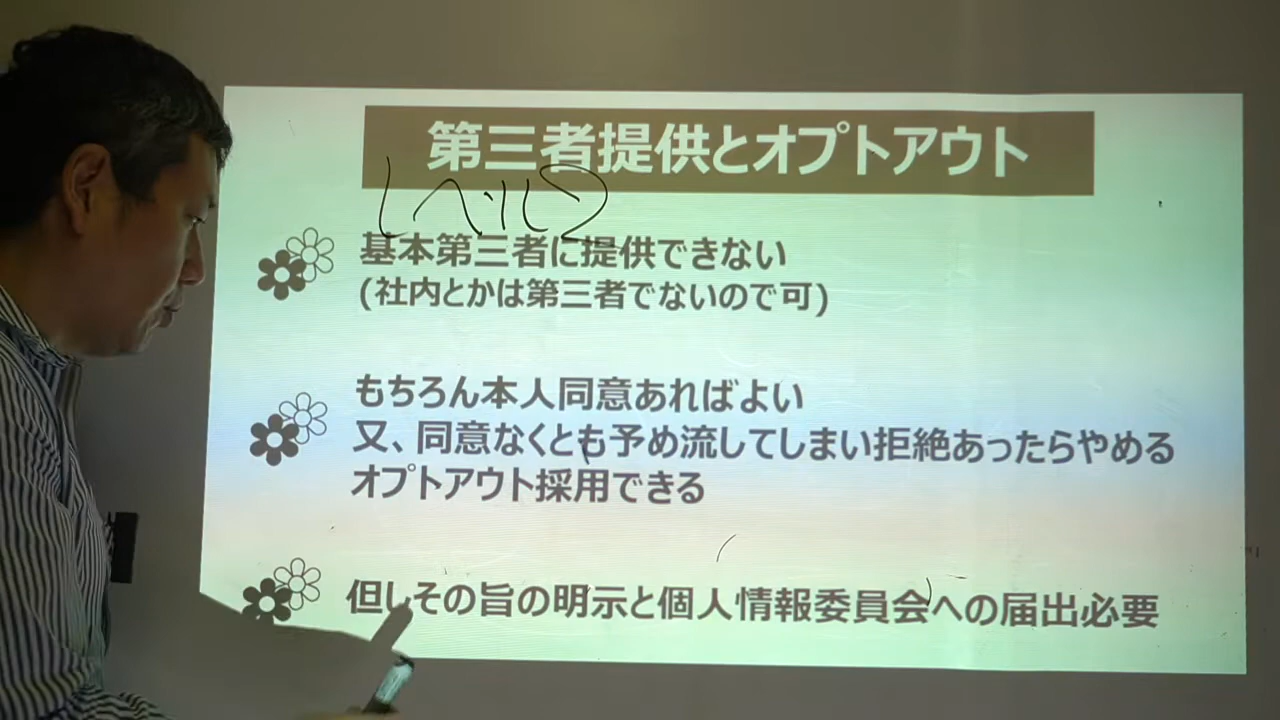 第三者提供とオプトアウト
レベル2
基本第三者に提供できない
(社内とかは第三者でないので可)
もちろん本人同意あればよい
又、同意なくとも予め流してしまい拒絶あったらやめる
オプトアウト採用できる
但しその旨の明示と個人情報委員会への届出必要